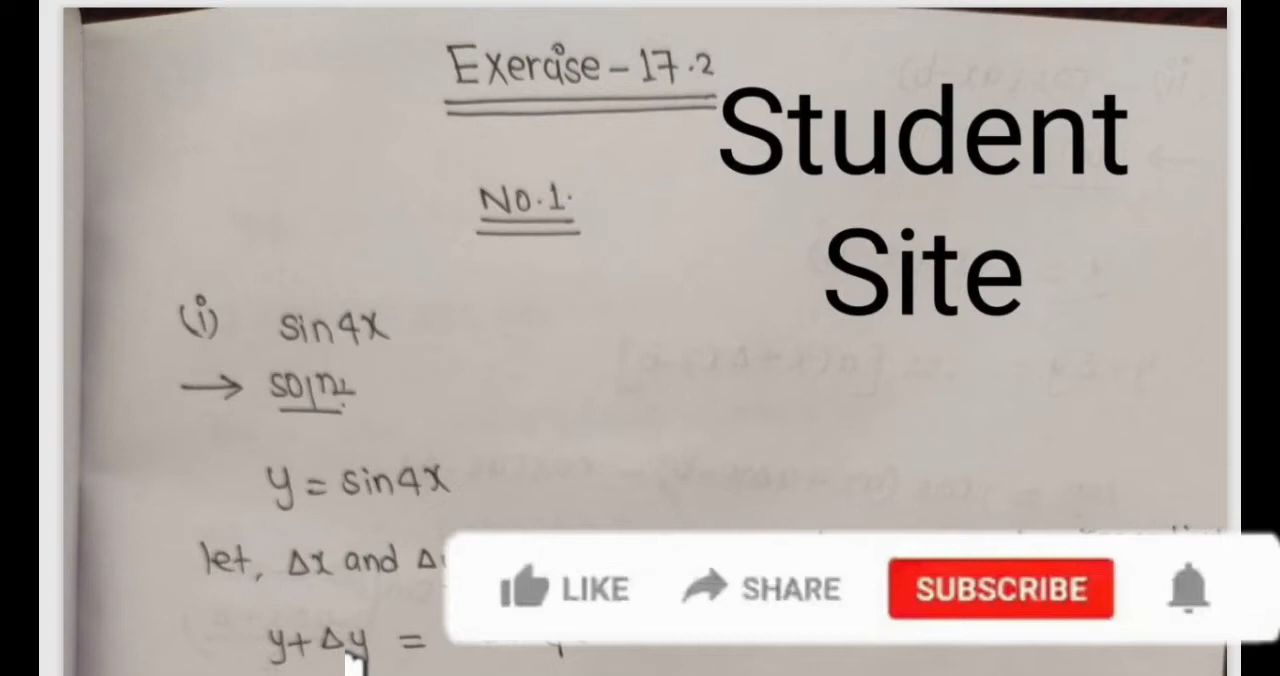 Exercise-17.2
Student
Site
No.1.
(i) sin4x
→ soln:
y = sin4x
let, Δx and
y+Δy =
LIKE SHARE SUBSCRIBE